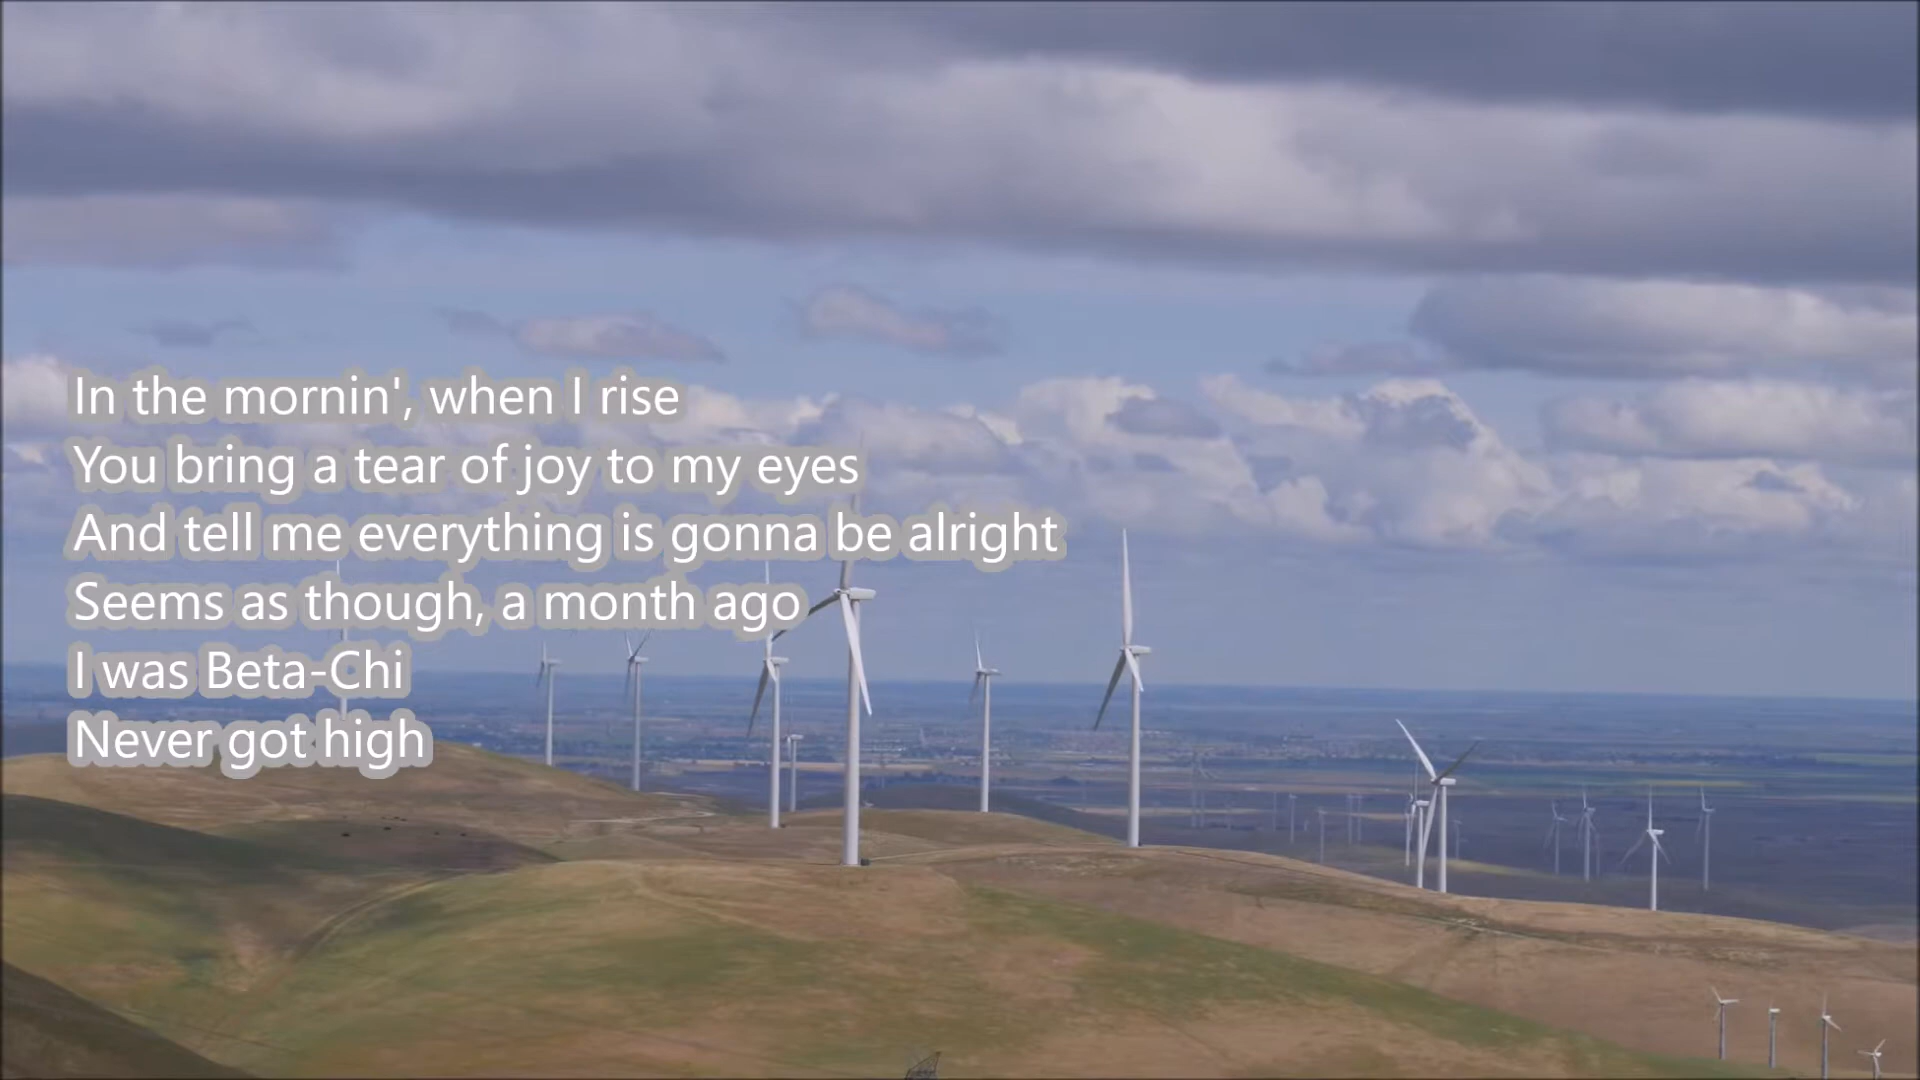 In the mornin', when I rise
You bring a tear of joy to my eyes
And tell me everything is gonna be alright
Seems as though, a month ago
I was Beta-Chi
Never got high